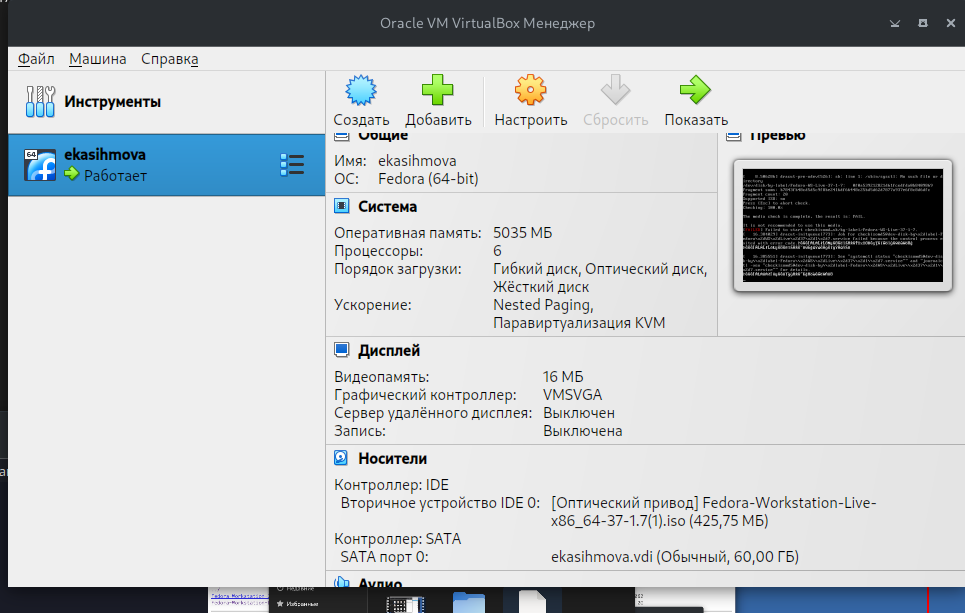 Oracle VM VirtualBox Менеджер
Файл Машина Справка
Инструменты
Создать Добавить Настроить Сбросить Показать
64 ekasihmova
Работает
Общие
Имя: ekasihmova
ОС: Fedora (64-bit)
Превью
Система
Оперативная память: 5035 МБ
Процессоры: 6
Порядок загрузки: Гибкий диск, Оптический диск,
Жёсткий диск
Ускорение: Nested Paging,
Паравиртуализация KVM
Дисплей
Видеопамять: 16 МБ
Графический контроллер: VMSVGA
Сервер удалённого дисплея: Выключен
Запись: Выключена
Носители
Контроллер: IDE
Вторичное устройство IDE 0: [Оптический привод] Fedora-Workstation-Live-
x86_64-37-1.7(1).iso (425,75 МБ)
Контроллер: SATA
SATA порт 0: ekasihmova.vdi (Обычный, 60,00 ГБ)
Аудио
Избранные